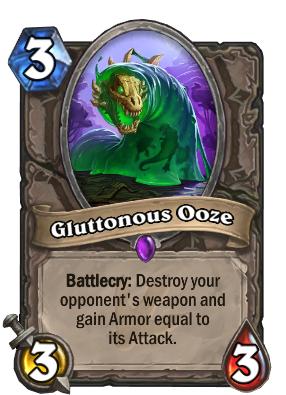 3
Gluttonous Ooze
Battlecry: Destroy your
opponent's weapon and
gain Armor equal to
its Attack.
3
3